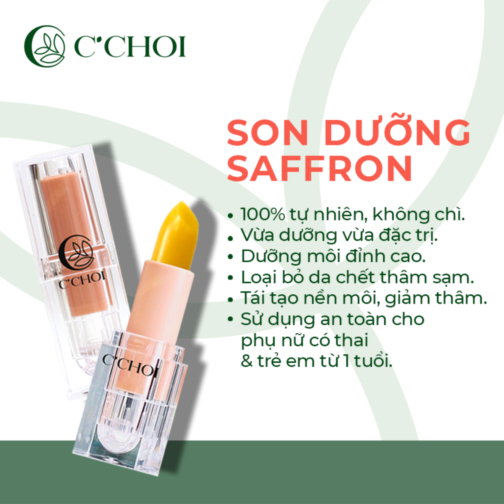 C'CHOI
SON DƯỠNG
SAFFRON
• 100% tự nhiên, không chì.
• Vừa dưỡng vừa đặc trị.
• Dưỡng môi đỉnh cao.
• Loại bỏ da chết thâm sạm.
• Tái tạo nền môi, giảm thâm.
• Sử dụng an toàn cho
phụ nữ có thai
& trẻ em từ 1 tuổi.
C'CHOI
C'CHOI